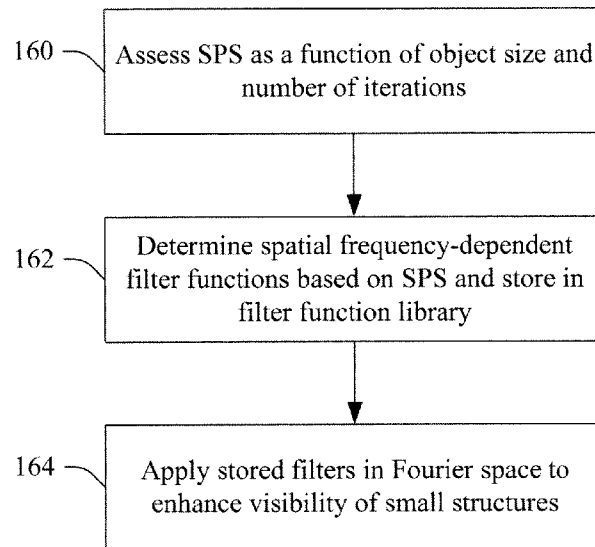 160
Assess SPS as a function of object size and
number of iterations
162
Determine spatial frequency-dependent
filter functions based on SPS and store in
filter function library
164
Apply stored filters in Fourier space to
enhance visibility of small structures